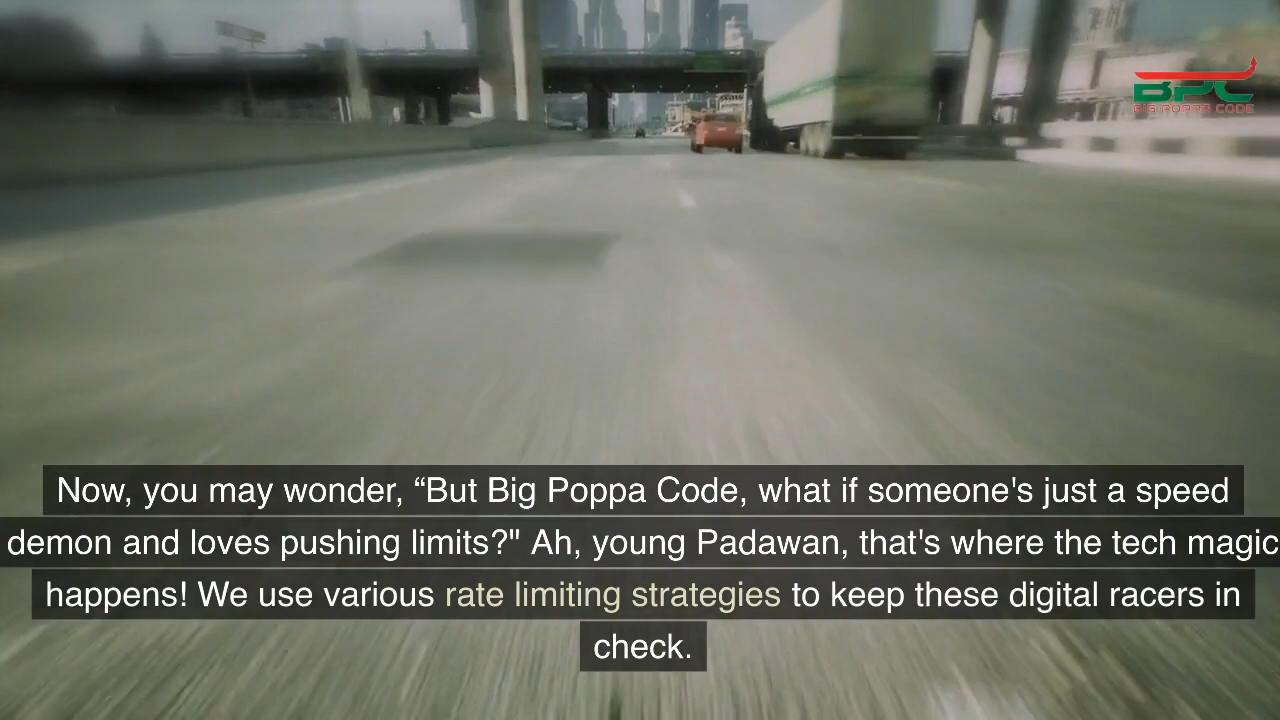 BPC
BIG POPPA CODE
Now, you may wonder, “But Big Poppa Code, what if someone's just a speed
demon and loves pushing limits?" Ah, young Padawan, that's where the tech magic
happens! We use various rate limiting strategies to keep these digital racers in
check.